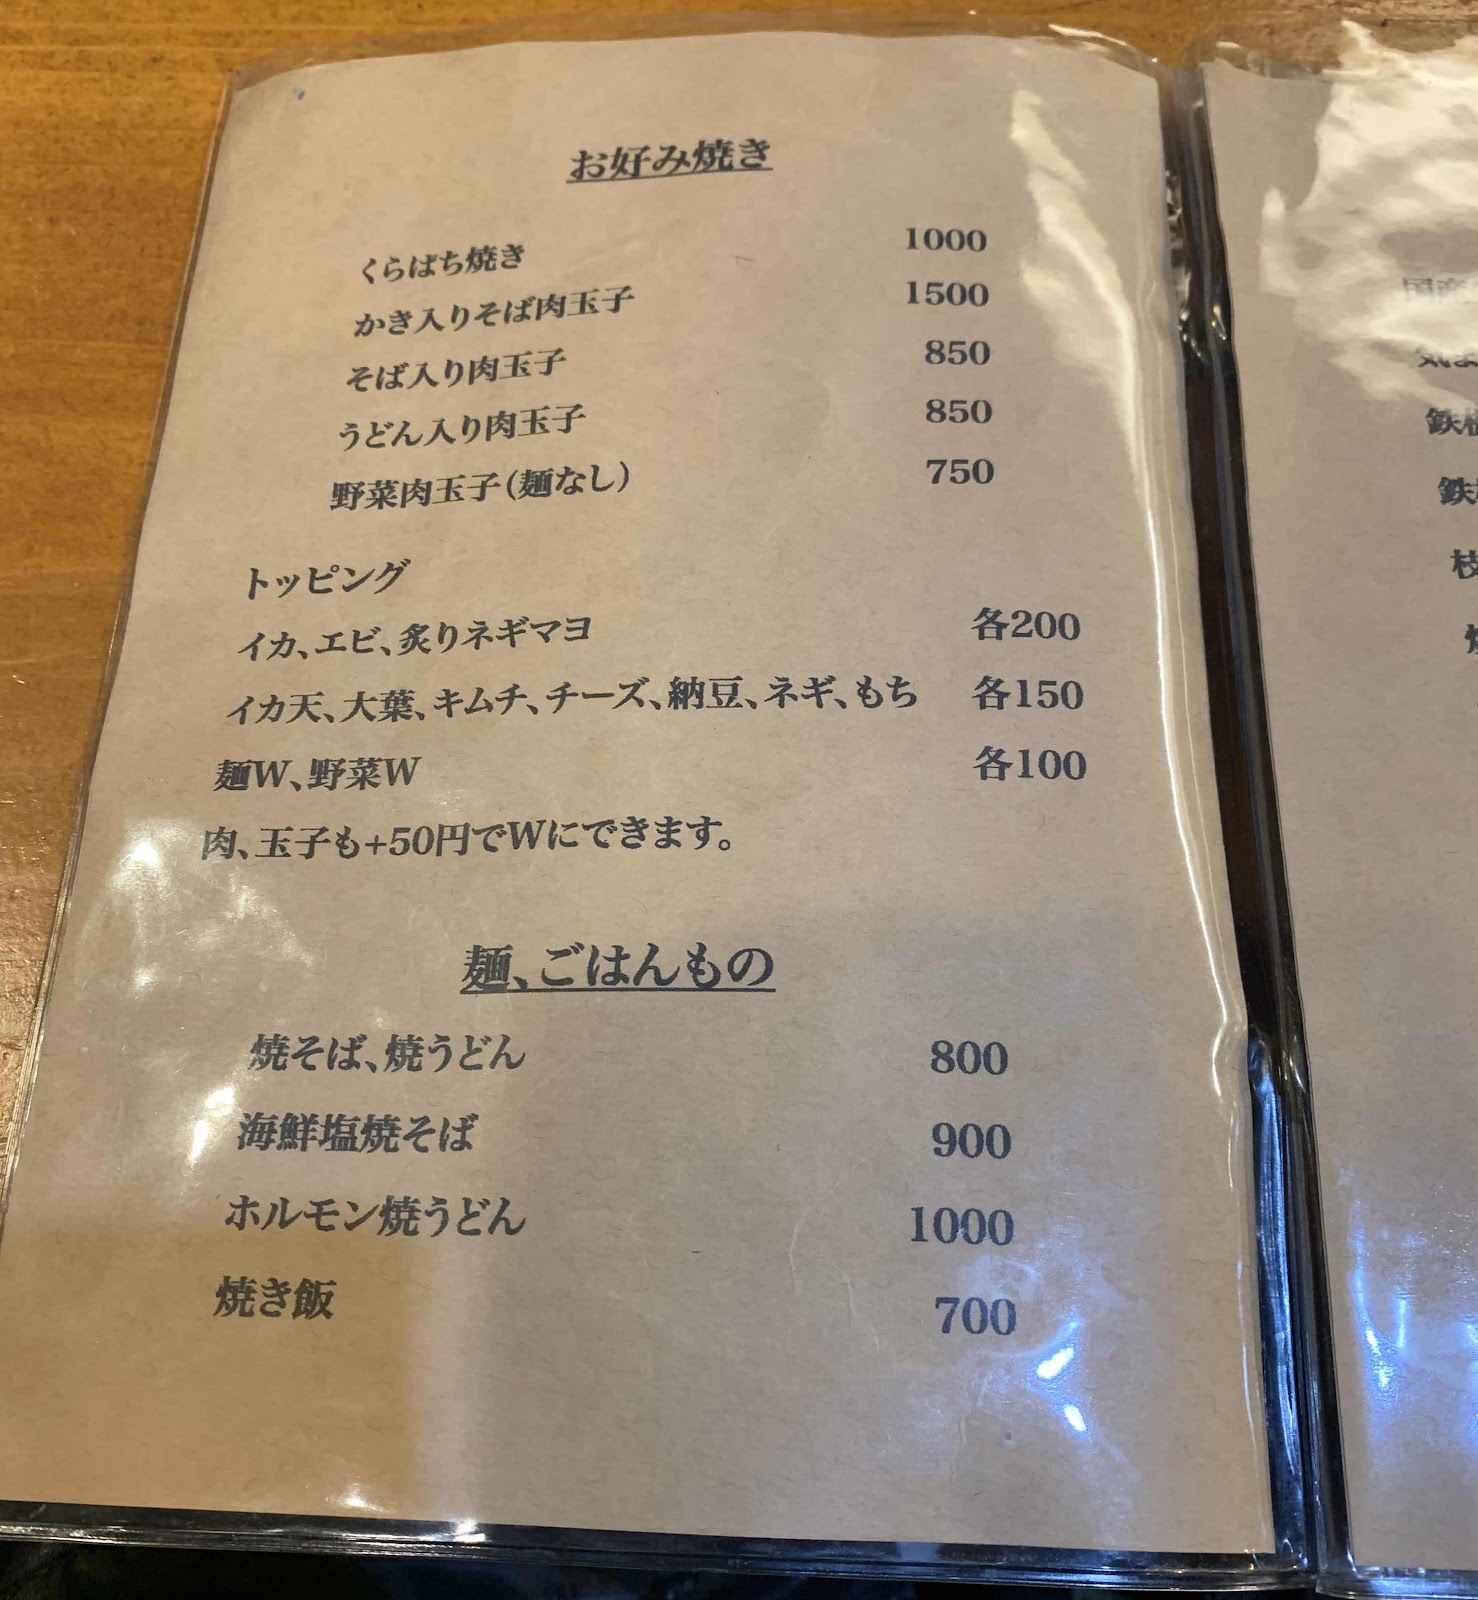 お好み焼き
くらばち焼き 1000
かき入りそば肉玉子 1500
そば入り肉玉子 850
うどん入り肉玉子 850
野菜肉玉子(麺なし) 750
トッピング
イカ、エビ、炙りネギマヨ 各200
イカ天、大葉、キムチ、チーズ、納豆、ネギ、もち 各150
麺W、野菜W 各100
肉、玉子も+50円でWにできます。
麺、ごはんもの
焼そば、焼うどん 800
海鮮塩焼そば 900
ホルモン焼うどん 1000
焼き飯 700
国産
気ま
鉄
鉄
枝